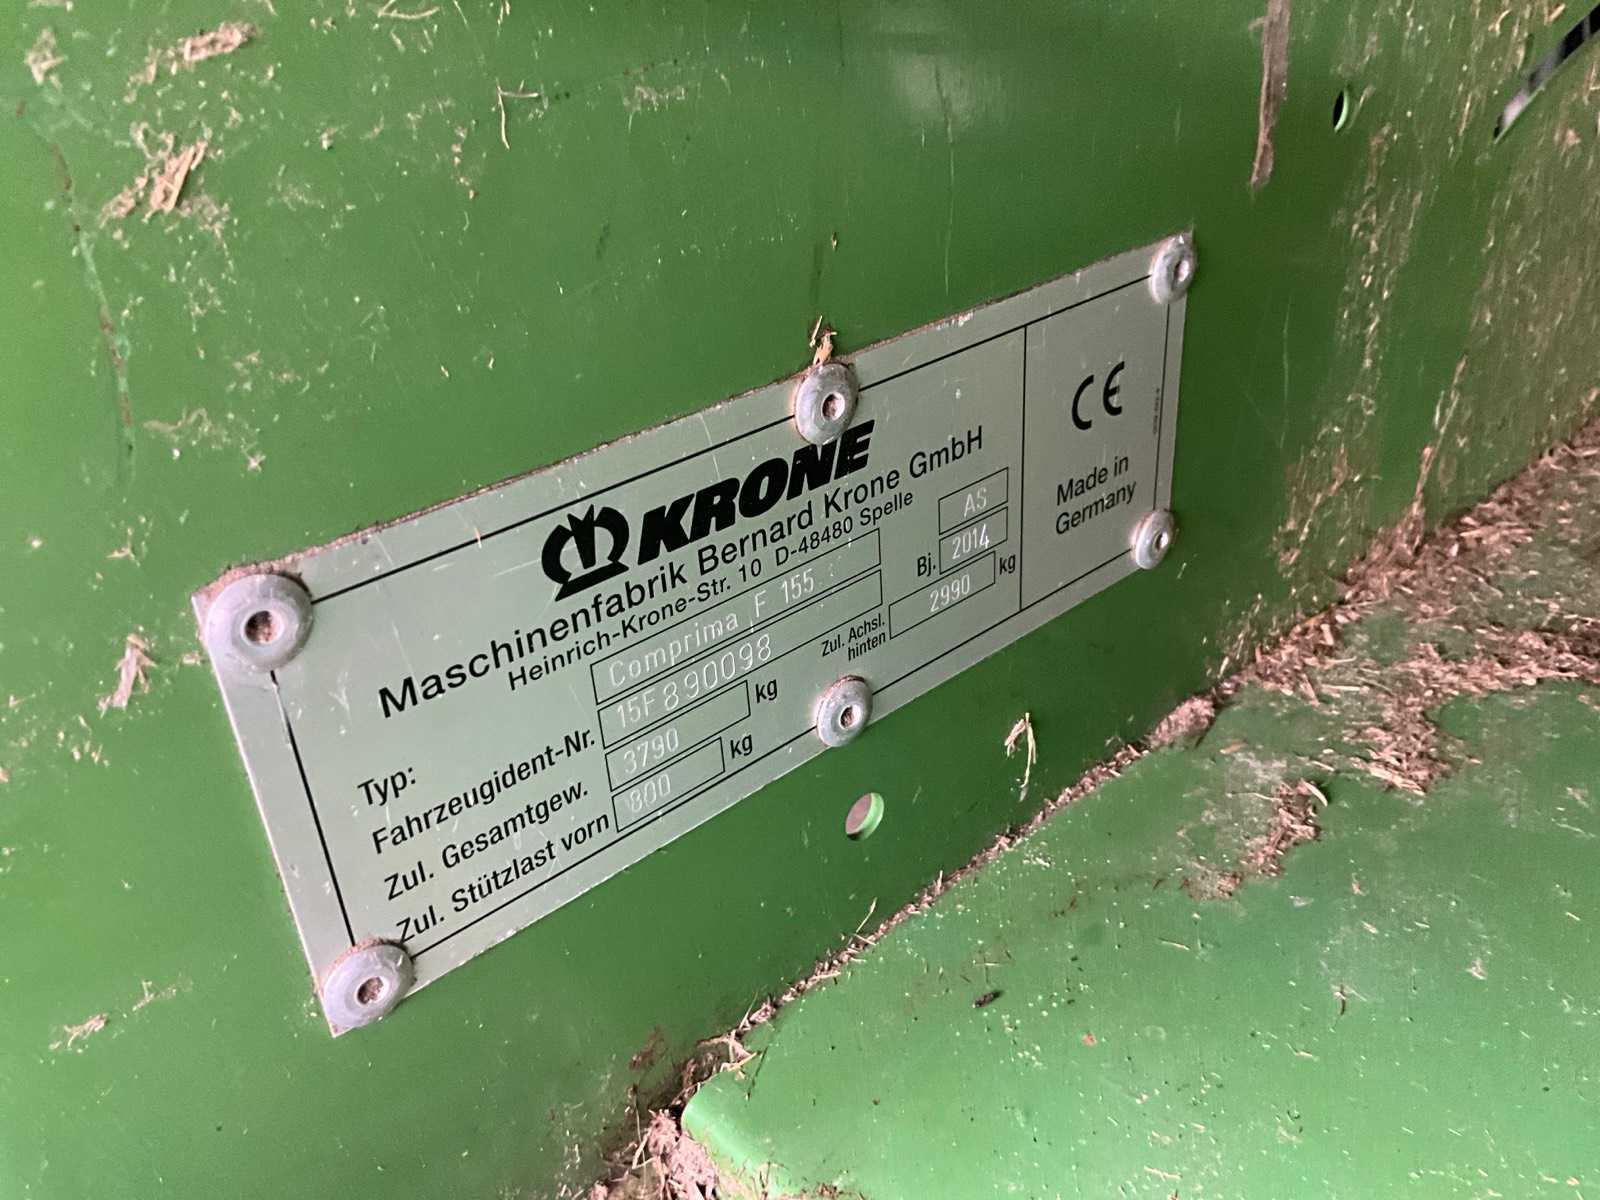 KRONE
Maschinenfabrik Bernard Krone GmbH
Heinrich-Krone-Str. 10 D-48480 Spelle
Typ: Comprima F 155 AS
Fahrzeugident-Nr. 15F890098 Bj. 2014
Zul. Gesamtgew. 3790 kg Zul. Achsl. hinten 2990 kg
Zul. Stützlast vorn 800 kg
CE
Made in
Germany